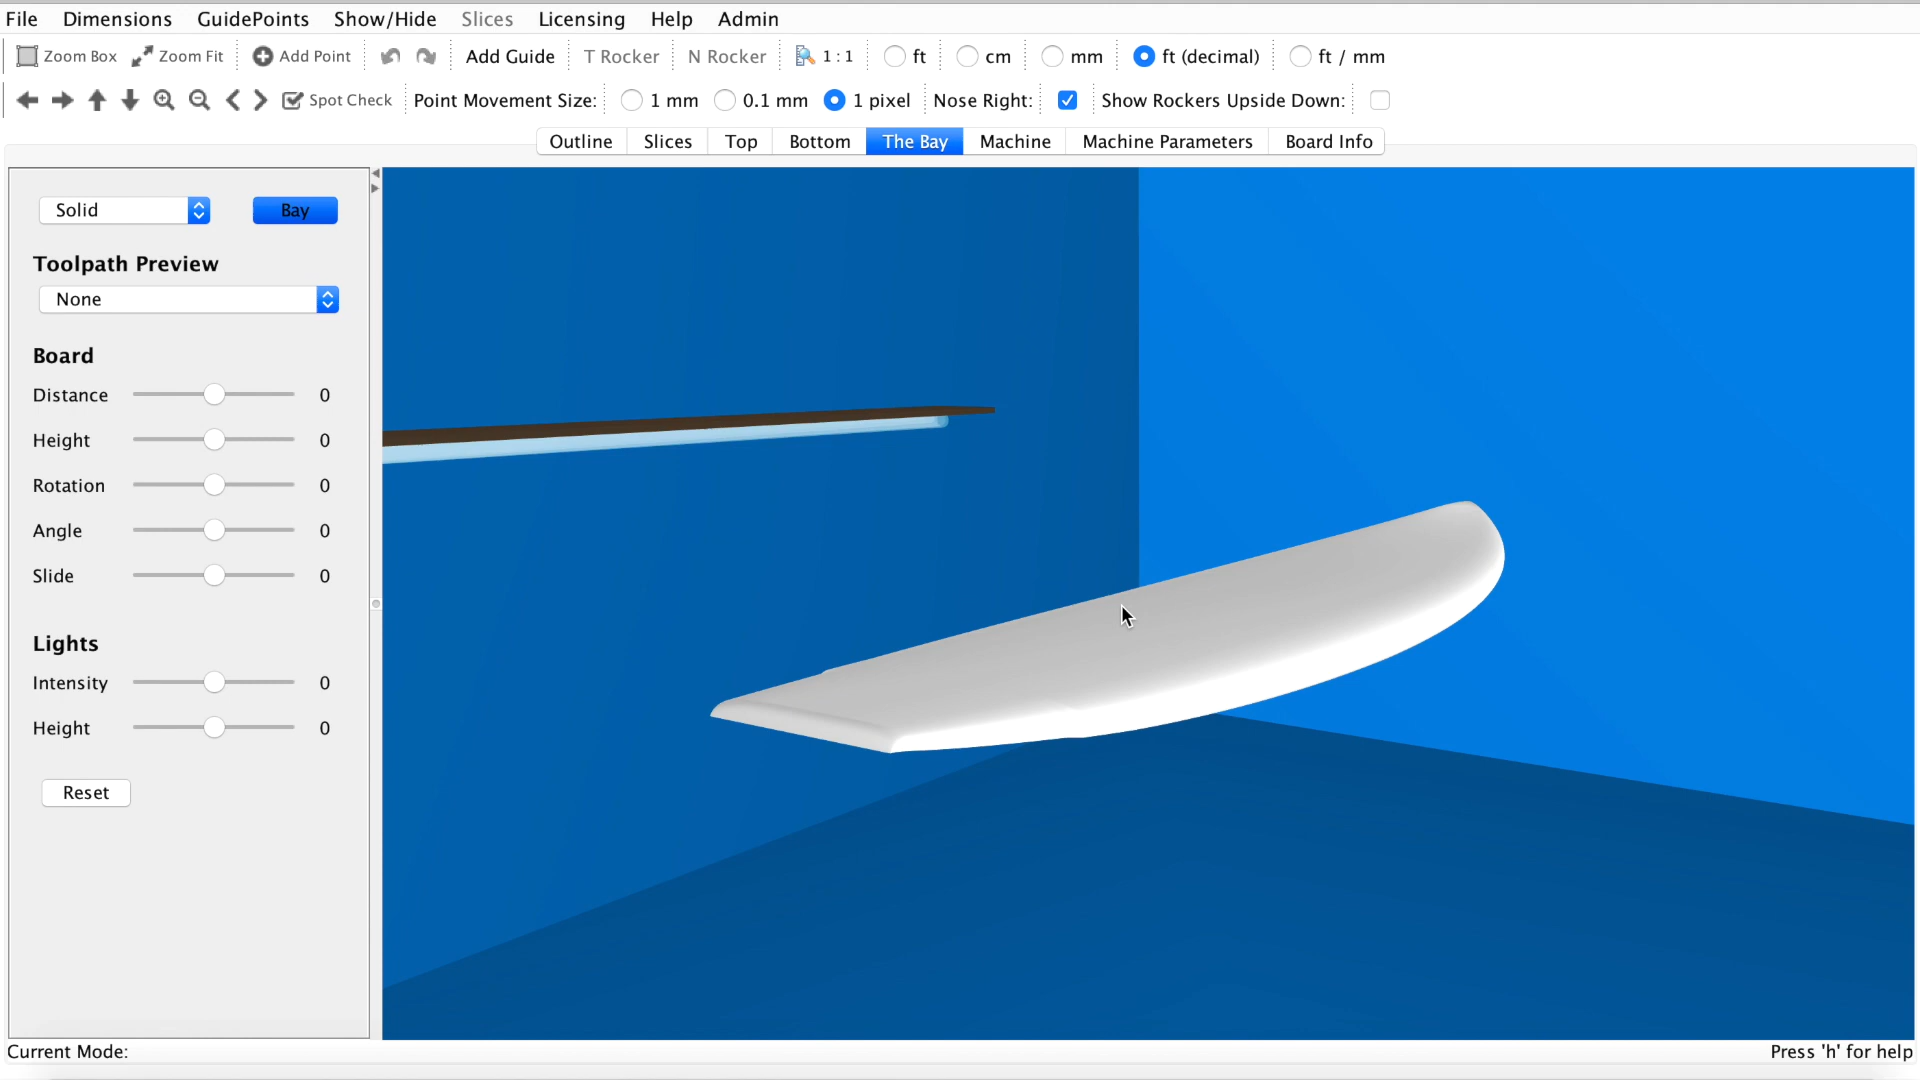 File Dimensions GuidePoints Show/Hide Slices Licensing Help Admin
Zoom Box Zoom Fit Add Point Add Guide T Rocker N Rocker 1 : 1 ft cm mm ft (decimal) ft / mm
Spot Check Point Movement Size: 1 mm 0.1 mm 1 pixel Nose Right: Show Rockers Upside Down:
Outline Slices Top Bottom The Bay Machine Machine Parameters Board Info
Solid Bay
Toolpath Preview
None
Board
Distance 0
Height 0
Rotation 0
Angle 0
Slide 0
Lights
Intensity 0
Height 0
Reset
Current Mode: Press 'h' for help